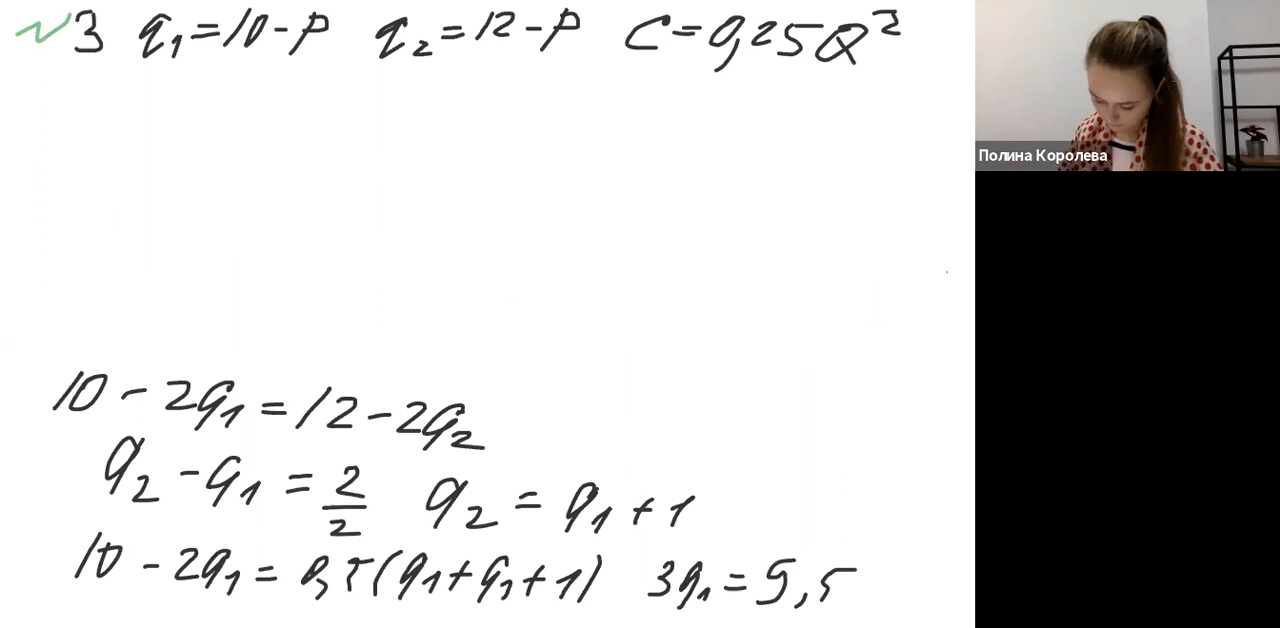 №3 q₁=10-p q₂=12-p C=0,25Q²
Полина Королева
10-2q₁=12-2q₂
q₂-q₁=2/2 q₂=q₁+1
10-2q₁=0,5(q₁+q₁+1) 3q₁=9,5